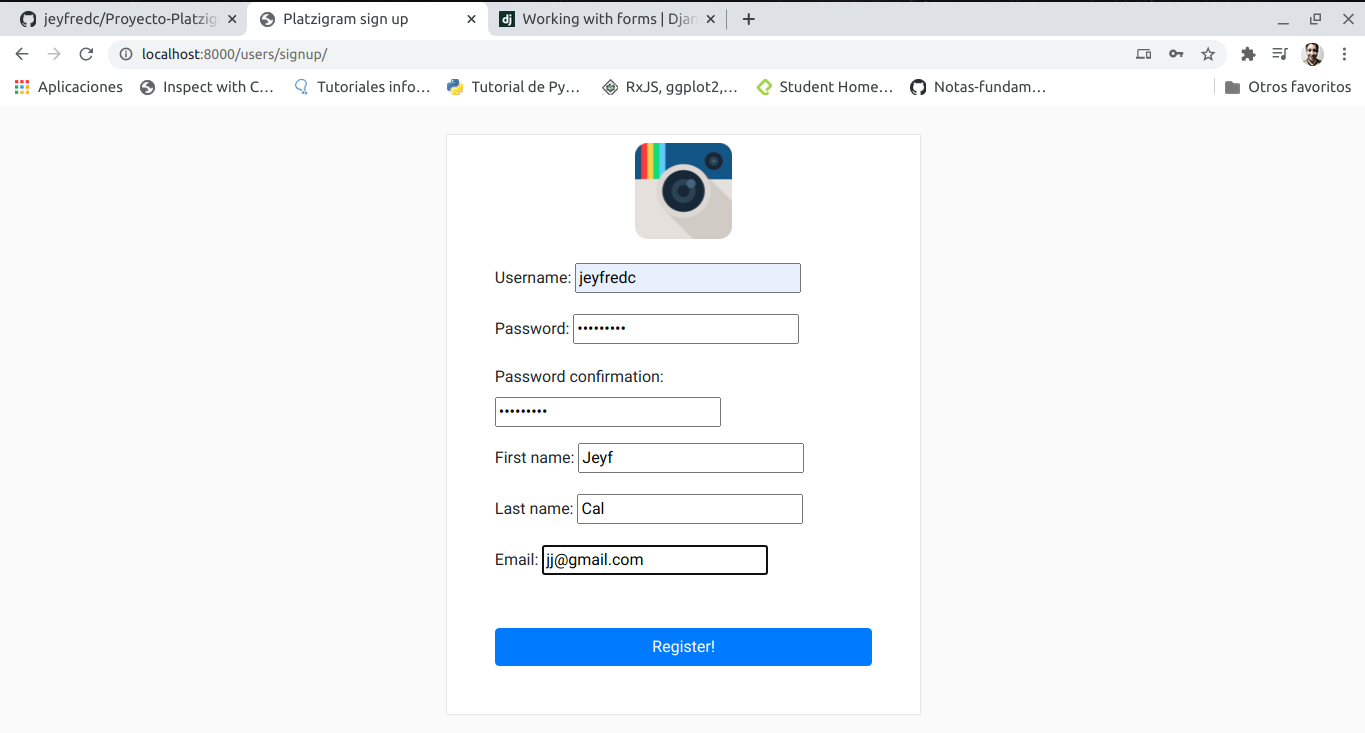 jeyfredc/Proyecto-Platzig
Platzigram sign up
Working with forms | Djan
localhost:8000/users/signup/
Aplicaciones
Inspect with C...
Tutoriales info...
Tutorial de Py...
RxJS, ggplot2,...
Student Home...
Notas-fundam...
Otros favoritos
Username: jeyfredc
Password: •••••••••
Password confirmation:
•••••••••
First name: Jeyf
Last name: Cal
Email: jj@gmail.com
Register!